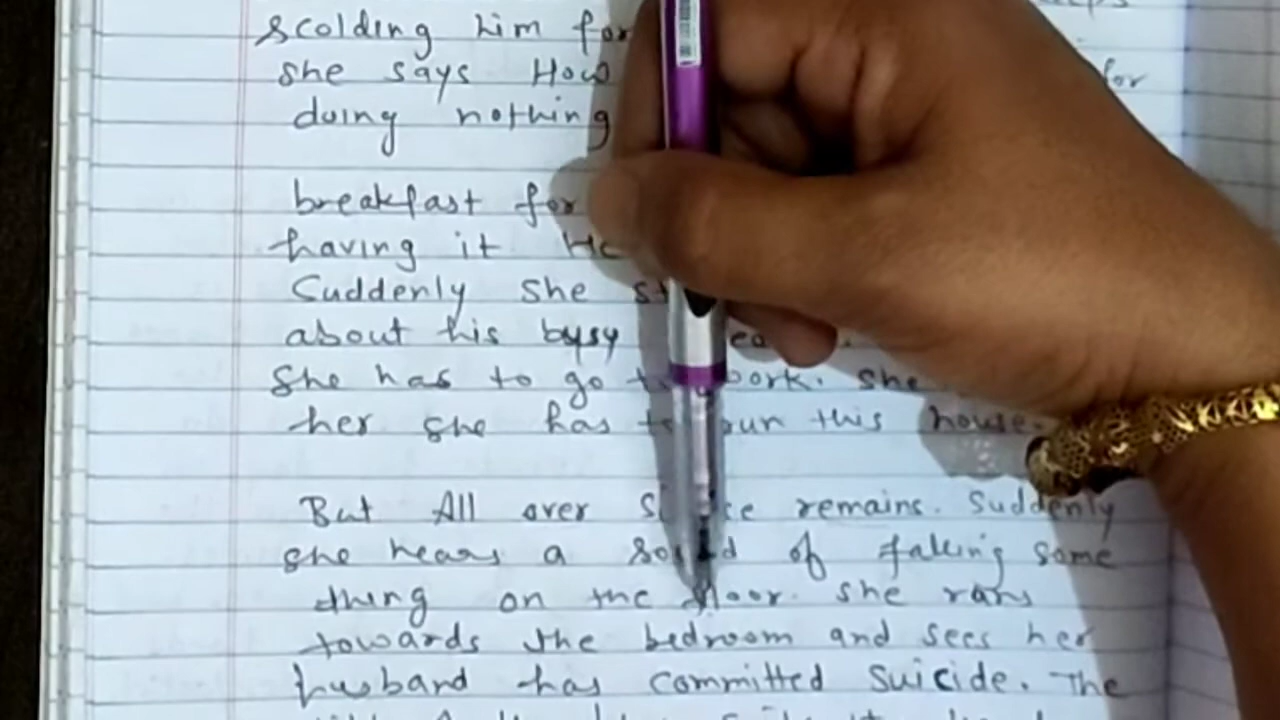 scolding him for
she says How for
doing nothing
breakfast for
having it He
Suddenly she
about his bysy
She has to go to work. She
her she has to run this house.
But All over remains. Suddenly
she hears a sound of falling some
thing on the floor. she rans
towards the bedroom and sees her
husband has committed suicide. The